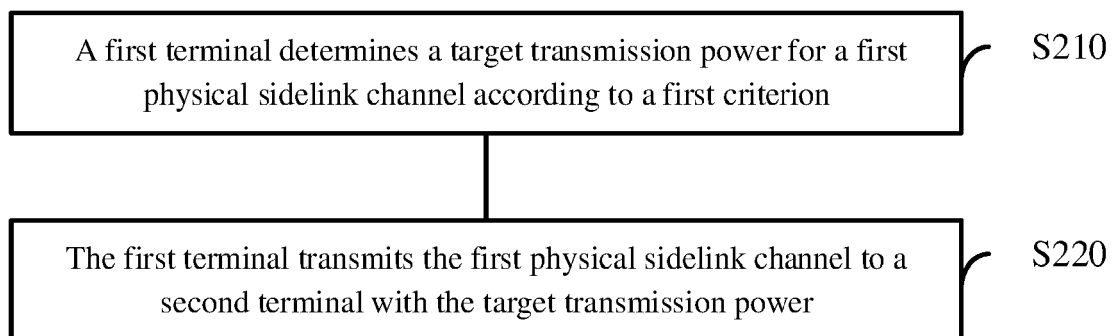 A first terminal determines a target transmission power for a first
physical sidelink channel according to a first criterion
S210
The first terminal transmits the first physical sidelink channel to a
second terminal with the target transmission power
S220